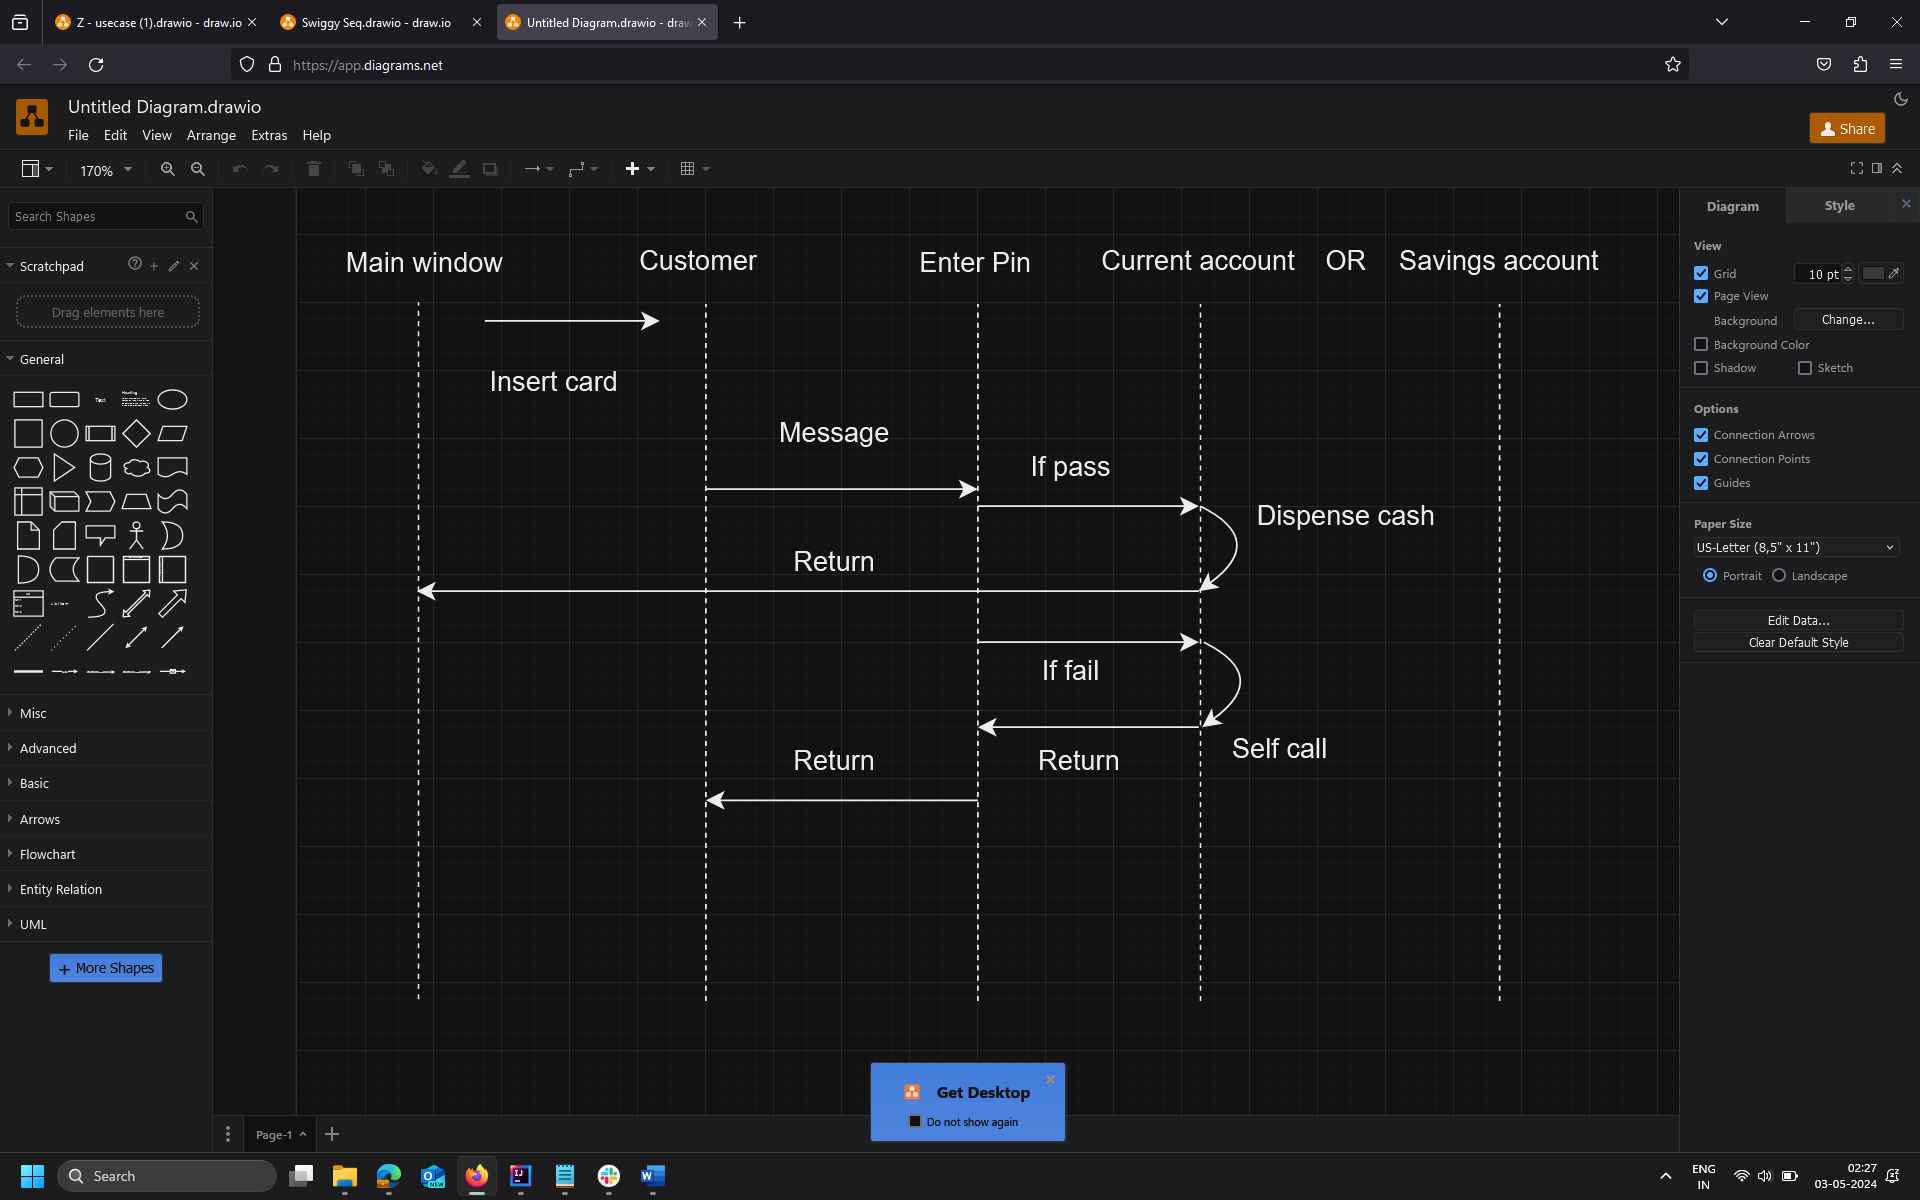 Z - usecase (1).drawio - draw.io
Swiggy Seq.drawio - draw.io
Untitled Diagram.drawio - draw
https://app.diagrams.net
Untitled Diagram.drawio
File Edit View Arrange Extras Help
Share
170%
Search Shapes
Scratchpad
Drag elements here
General
Misc
Advanced
Basic
Arrows
Flowchart
Entity Relation
UML
+ More Shapes
Main window Customer Enter Pin Current account OR Savings account
Insert card
Message
If pass
Dispense cash
Return
If fail
Self call
Return Return
Diagram Style
View
Grid 10 pt
Page View
Background Change...
Background Color
Shadow Sketch
Options
Connection Arrows
Connection Points
Guides
Paper Size
US-Letter (8,5" x 11")
Portrait Landscape
Edit Data...
Clear Default Style
Get Desktop
Do not show again
Page-1
Search
ENG
IN
02:27
03-05-2024